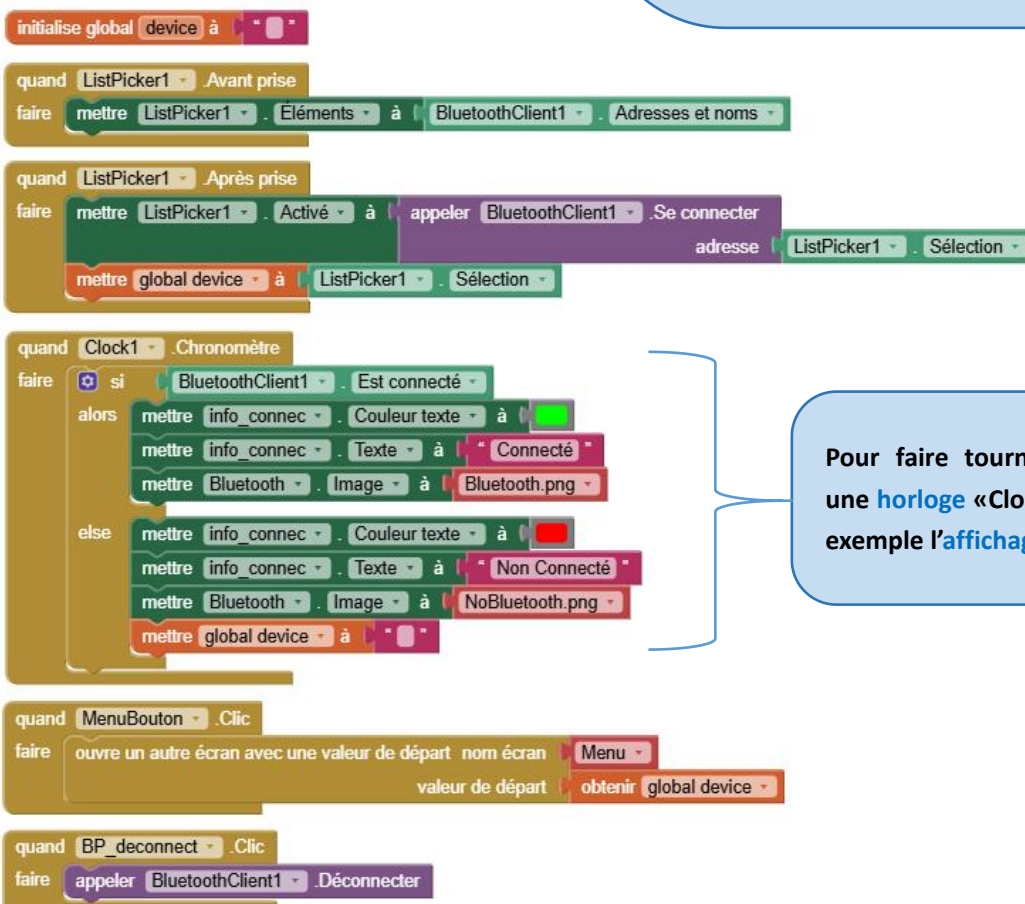 initialise global device à " "
quand ListPicker1 .Avant prise
faire mettre ListPicker1 . Éléments à BluetoothClient1 . Adresses et noms
quand ListPicker1 .Après prise
faire mettre ListPicker1 . Activé à appeler BluetoothClient1 .Se connecter
adresse ListPicker1 . Sélection
mettre global device à ListPicker1 . Sélection
quand Clock1 .Chronomètre
faire si BluetoothClient1 . Est connecté
alors mettre info_connec . Couleur texte à
mettre info_connec . Texte à " Connecté "
mettre Bluetooth . Image à Bluetooth.png
else mettre info_connec . Couleur texte à
mettre info_connec . Texte à " Non Connecté "
mettre Bluetooth . Image à NoBluetooth.png
mettre global device à " "
Pour faire tourn
une horloge «Clo
exemple l'affichag
quand MenuBouton .Clic
faire ouvre un autre écran avec une valeur de départ nom écran Menu
valeur de départ obtenir global device
quand BP_deconnect .Clic
faire appeler BluetoothClient1 .Déconnecter